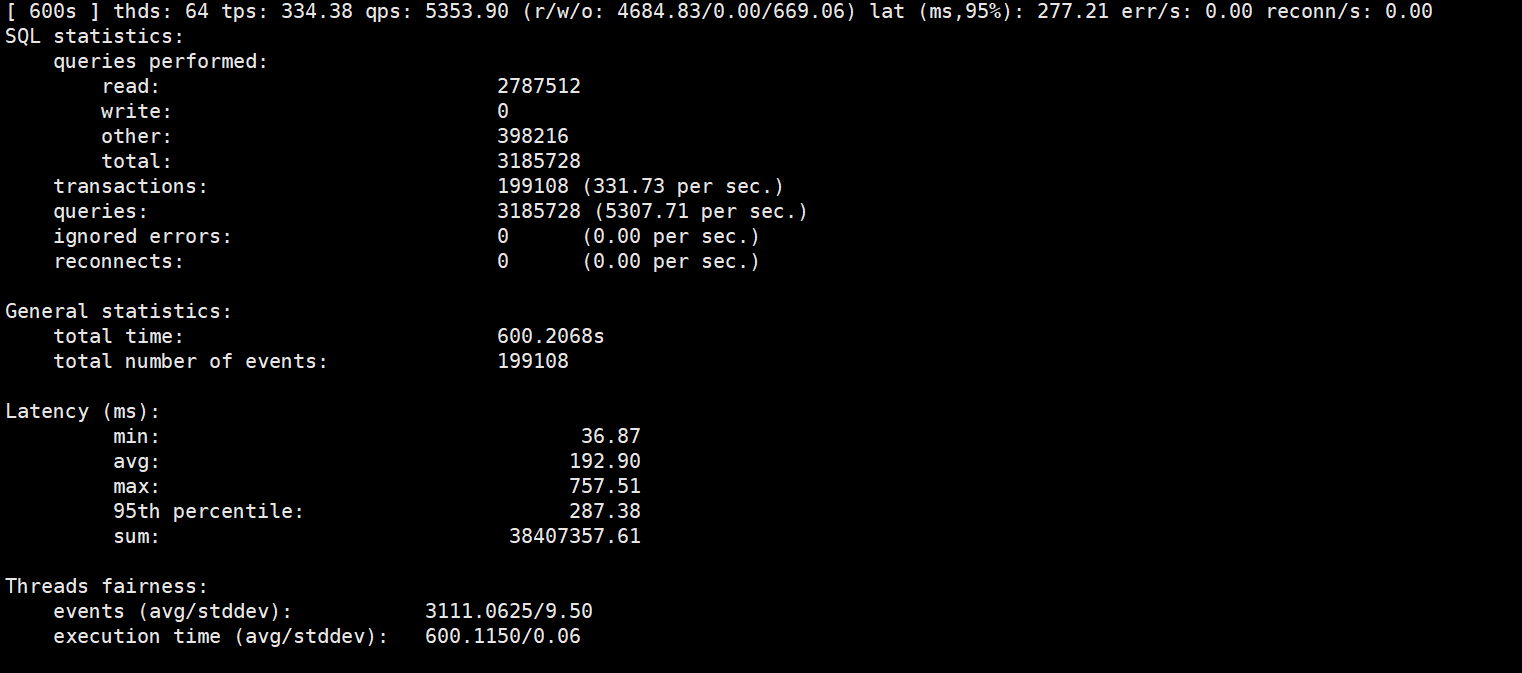 [ 600s ] thds: 64 tps: 334.38 qps: 5353.90 (r/w/o: 4684.83/0.00/669.06) lat (ms,95%): 277.21 err/s: 0.00 reconn/s: 0.00
SQL statistics:
    queries performed:
        read:                            2787512
        write:                           0
        other:                           398216
        total:                           3185728
    transactions:                        199108 (331.73 per sec.)
    queries:                             3185728 (5307.71 per sec.)
    ignored errors:                      0      (0.00 per sec.)
    reconnects:                          0      (0.00 per sec.)

General statistics:
    total time:                          600.2068s
    total number of events:              199108

Latency (ms):
         min:                                   36.87
         avg:                                  192.90
         max:                                  757.51
         95th percentile:                      287.38
         sum:                             38407357.61

Threads fairness:
    events (avg/stddev):           3111.0625/9.50
    execution time (avg/stddev):   600.1150/0.06